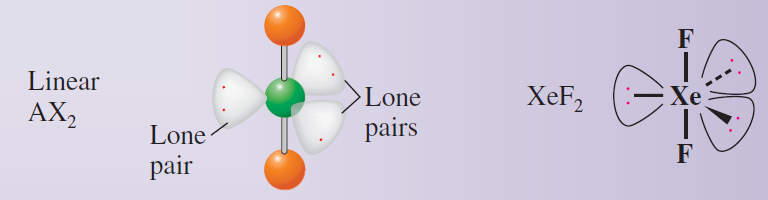 Linear
AX₂
Lone
pair
Lone
pairs
XeF₂
F
Xe
F